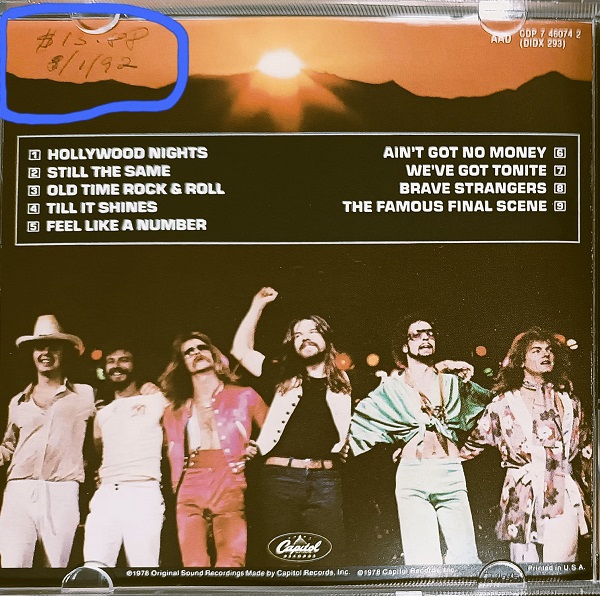 $15.88
8/1/92
AAD CDP 7 46074 2
(DIDX 293)
1 HOLLYWOOD NIGHTS
2 STILL THE SAME
3 OLD TIME ROCK & ROLL
4 TILL IT SHINES
5 FEEL LIKE A NUMBER
AIN'T GOT NO MONEY 6
WE'VE GOT TONITE 7
BRAVE STRANGERS 8
THE FAMOUS FINAL SCENE 9
Capitol
RECORDS
©1978 Original Sound Recordings Made by Capitol Records, Inc. ©1978 Capitol Records, Inc.
Printed in U.S.A.